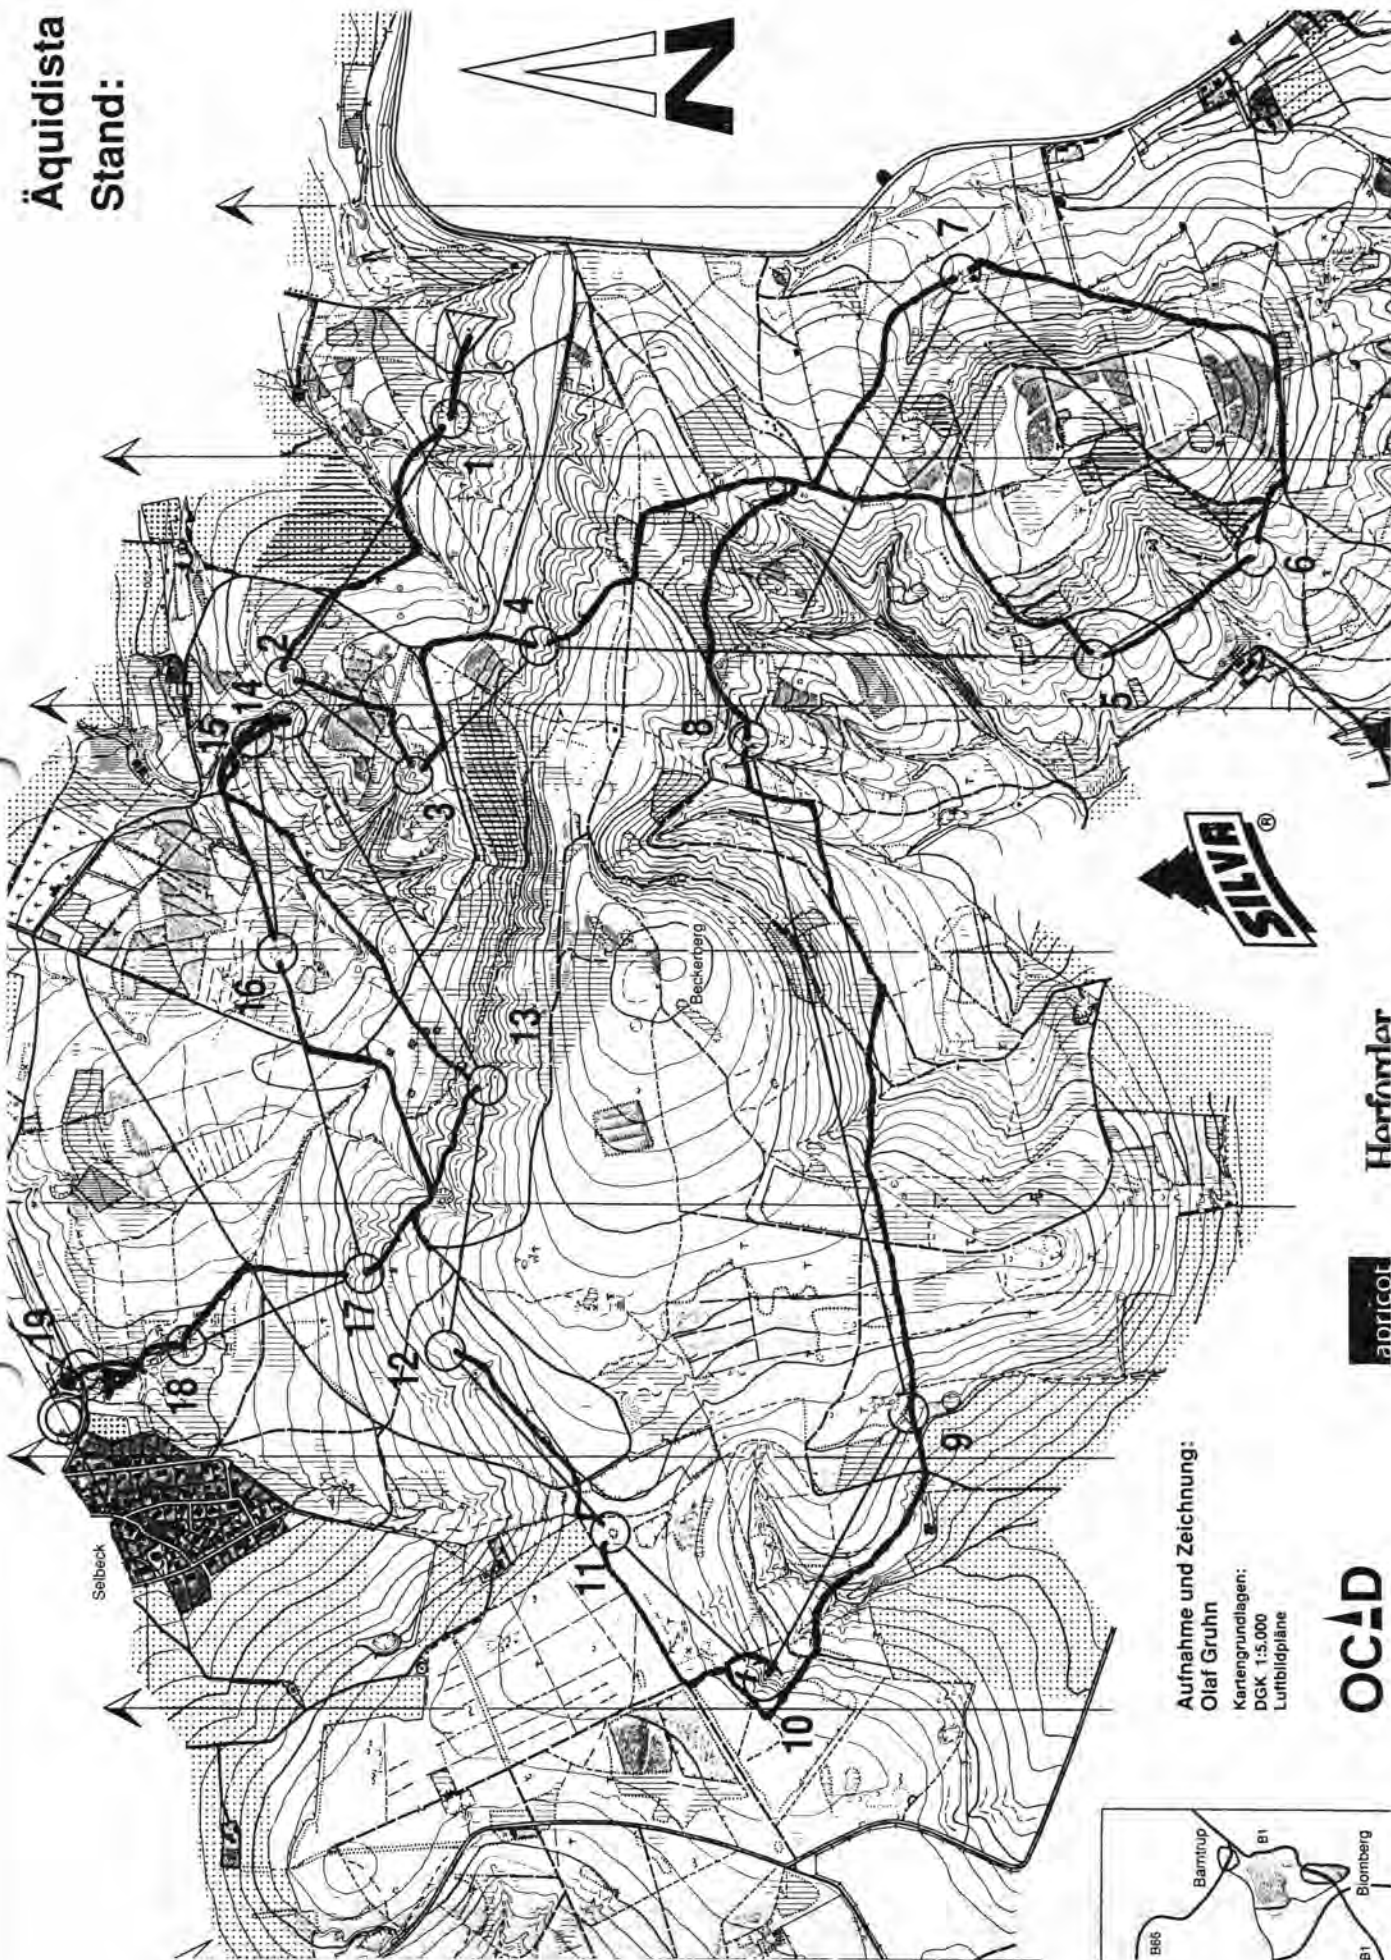 Äquidista
Stand:
N
1
2
3
4
5
6
7
8
9
10
11
12
13
14
15
16
17
18
19
Beckerberg
Selbeck
SILVA®
Aufnahme und Zeichnung:
Olaf Gruhn
Kartengrundlagen:
DGK 1:5.000
Luftbildpläne
OCAD
apricot
Herforder
Barntrup
B66
B1
Blomberg
B1